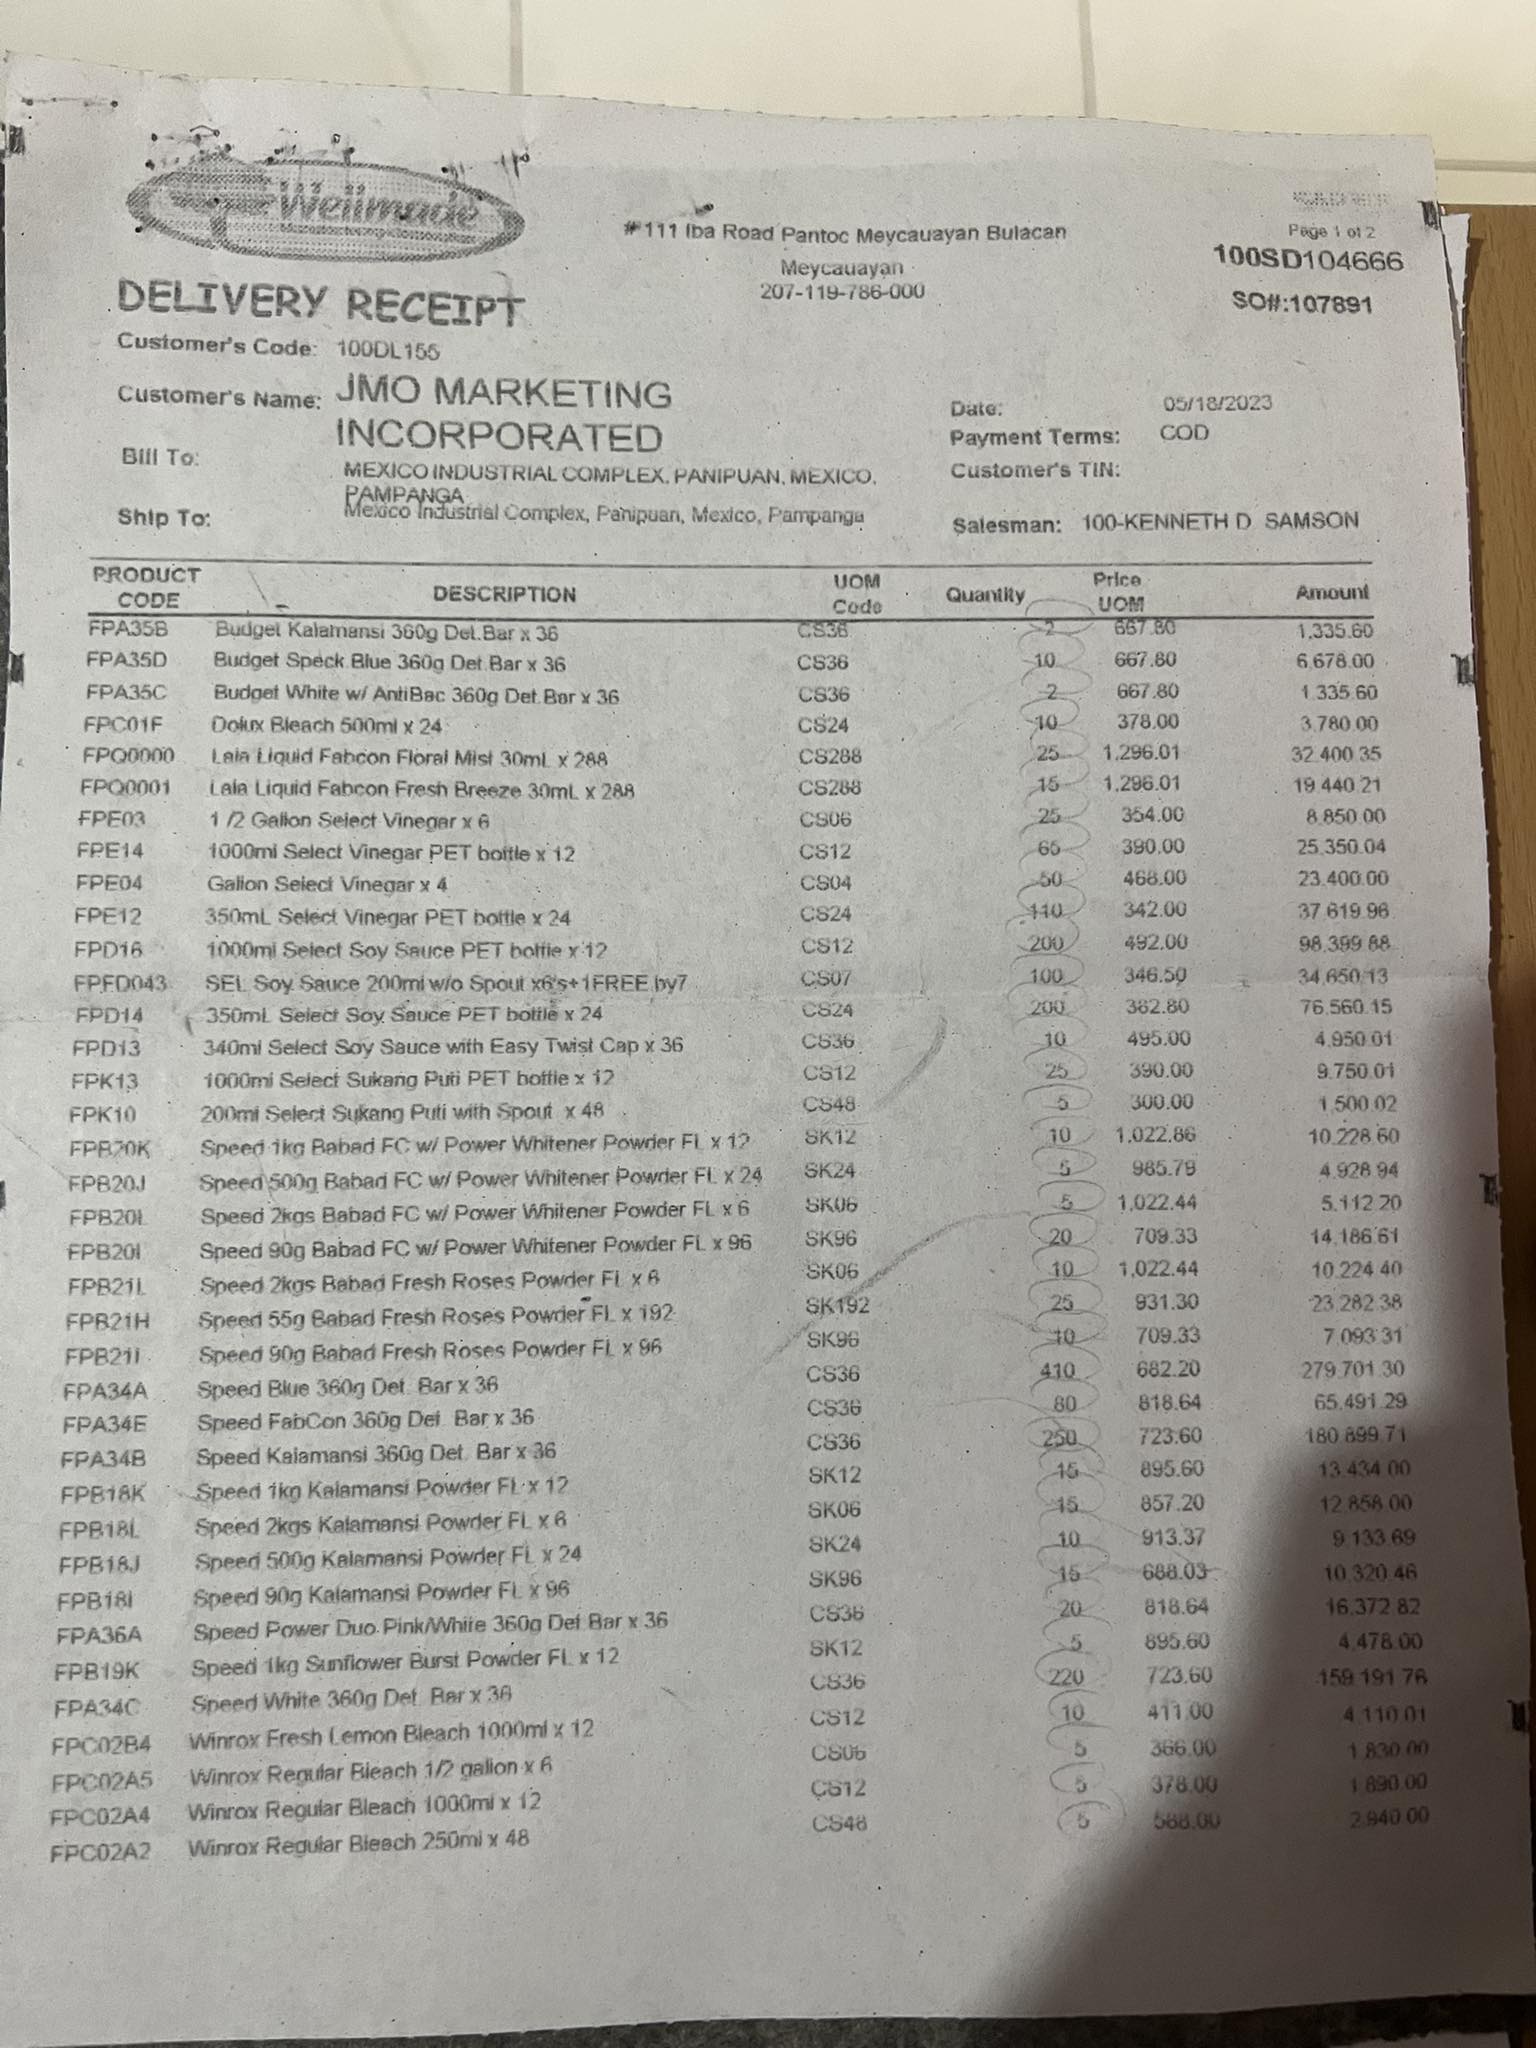 Wellmade
# 111 Iba Road Pantoc Meycauayan Bulacan
Meycauayan
207-119-786-000
Page 1 of 2
100SD104666
SO#:107891
DELIVERY RECEIPT
Customer's Code: 100DL155
Customer's Name: JMO MARKETING INCORPORATED
Date: 05/18/2023
Payment Terms: COD
Bill To: MEXICO INDUSTRIAL COMPLEX, PANIPUAN, MEXICO, PAMPANGA
Customer's TIN:
Ship To: Mexico Industrial Complex, Panipuan, Mexico, Pampanga
Salesman: 100-KENNETH D SAMSON
PRODUCT CODE DESCRIPTION UOM Code Quantity Price UOM Amount
FPA35B Budget Kalamansi 360g Det.Bar x 36 CS36 2 667.80 1,335.60
FPA35D Budget Speck Blue 360g Det.Bar x 36 CS36 10 667.80 6,678.00
FPA35C Budget White w/ AntiBac 360g Det.Bar x 36 CS36 2 667.80 1,335.60
FPC01F Dolux Bleach 500ml x 24 CS24 10 378.00 3,780.00
FPQ0000 Lala Liquid Fabcon Floral Mist 30mL x 288 CS288 25 1,296.01 32,400.35
FPQ0001 Lala Liquid Fabcon Fresh Breeze 30mL x 288 CS288 15 1,296.01 19,440.21
FPE03 1 /2 Gallon Select Vinegar x 6 CS06 25 354.00 8,850.00
FPE14 1000ml Select Vinegar PET bottle x 12 CS12 65 390.00 25,350.04
FPE04 Gallon Select Vinegar x 4 CS04 50 468.00 23,400.00
FPE12 350mL Select Vinegar PET bottle x 24 CS24 110 342.00 37,619.96
FPD16 1000ml Select Soy Sauce PET bottle x 12 CS12 200 492.00 98,399.88
FPFD043 SEL Soy Sauce 200ml w/o Spout x6's+1FREE by7 CS07 100 346.50 34,650.13
FPD14 350mL Select Soy Sauce PET bottle x 24 CS24 200 382.80 76,560.15
FPD13 340ml Select Soy Sauce with Easy Twist Cap x 36 CS36 10 495.00 4,950.01
FPK13 1000ml Select Sukang Puti PET bottle x 12 CS12 25 390.00 9,750.01
FPK10 200ml Select Sukang Puti with Spout x 48 CS48 5 300.00 1,500.02
FPB20K Speed 1kg Babad FC w/ Power Whitener Powder FL x 12 SK12 10 1,022.86 10,228.60
FPB20J Speed 500g Babad FC w/ Power Whitener Powder FL x 24 SK24 5 985.79 4,928.94
FPB20L Speed 2kgs Babad FC w/ Power Whitener Powder FL x 6 SK06 5 1,022.44 5,112.20
FPB20I Speed 90g Babad FC w/ Power Whitener Powder FL x 96 SK96 20 709.33 14,186.61
FPB21L Speed 2kgs Babad Fresh Roses Powder FL x 6 SK06 10 1,022.44 10,224.40
FPB21H Speed 55g Babad Fresh Roses Powder FL x 192 SK192 25 931.30 23,282.38
FPB21I Speed 90g Babad Fresh Roses Powder FL x 96 SK96 10 709.33 7,093.31
FPA34A Speed Blue 360g Det. Bar x 36 CS36 410 682.20 279,701.30
FPA34E Speed FabCon 360g Det. Bar x 36 CS36 80 818.64 65,491.29
FPA34B Speed Kalamansi 360g Det. Bar x 36 CS36 250 723.60 180,899.71
FPB18K Speed 1kg Kalamansi Powder FL x 12 SK12 15 895.60 13,434.00
FPB18L Speed 2kgs Kalamansi Powder FL x 6 SK06 15 857.20 12,858.00
FPB18J Speed 500g Kalamansi Powder FL x 24 SK24 10 913.37 9,133.69
FPB18I Speed 90g Kalamansi Powder FL x 96 SK96 15 688.03 10,320.46
FPA36A Speed Power Duo Pink/White 360g Det.Bar x 36 CS36 20 818.64 16,372.82
FPB19K Speed 1kg Sunflower Burst Powder FL x 12 SK12 5 895.60 4,478.00
FPA34C Speed White 360g Det. Bar x 36 CS36 220 723.60 159,191.76
FPC02B4 Winrox Fresh Lemon Bleach 1000ml x 12 CS12 10 411.00 4,110.01
FPC02A5 Winrox Regular Bleach 1/2 gallon x 6 CS06 5 366.00 1,830.00
FPC02A4 Winrox Regular Bleach 1000ml x 12 CS12 5 378.00 1,890.00
FPC02A2 Winrox Regular Bleach 250ml x 48 CS48 5 588.00 2,940.00